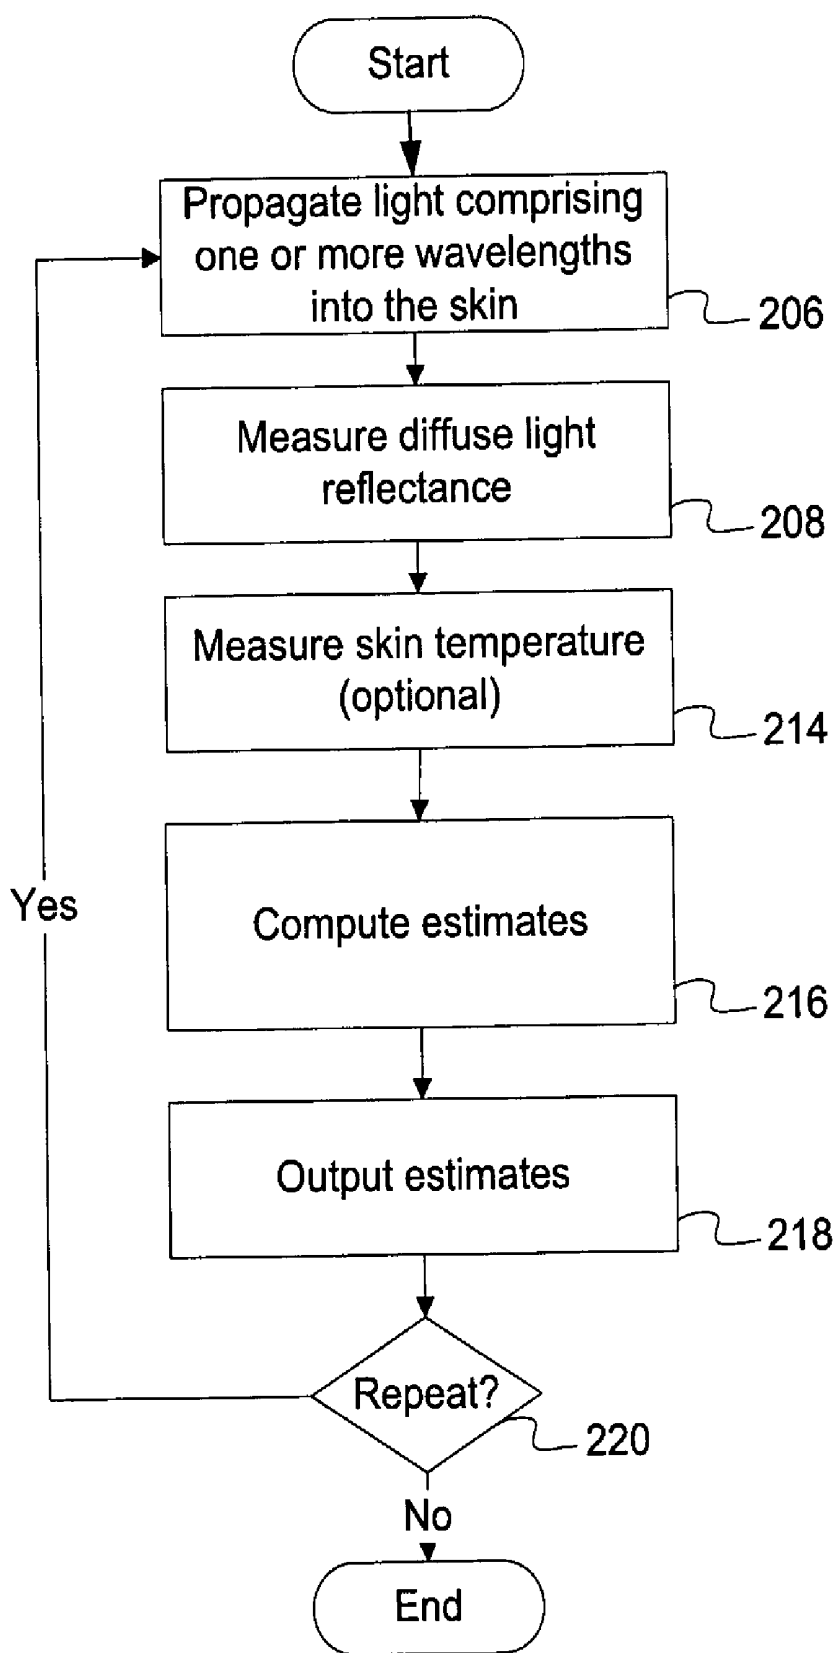 Start
Propagate light comprising
one or more wavelengths
into the skin
206
Measure diffuse light
reflectance
208
Measure skin temperature
(optional)
214
Compute estimates
216
Yes
Output estimates
218
Repeat?
220
No
End